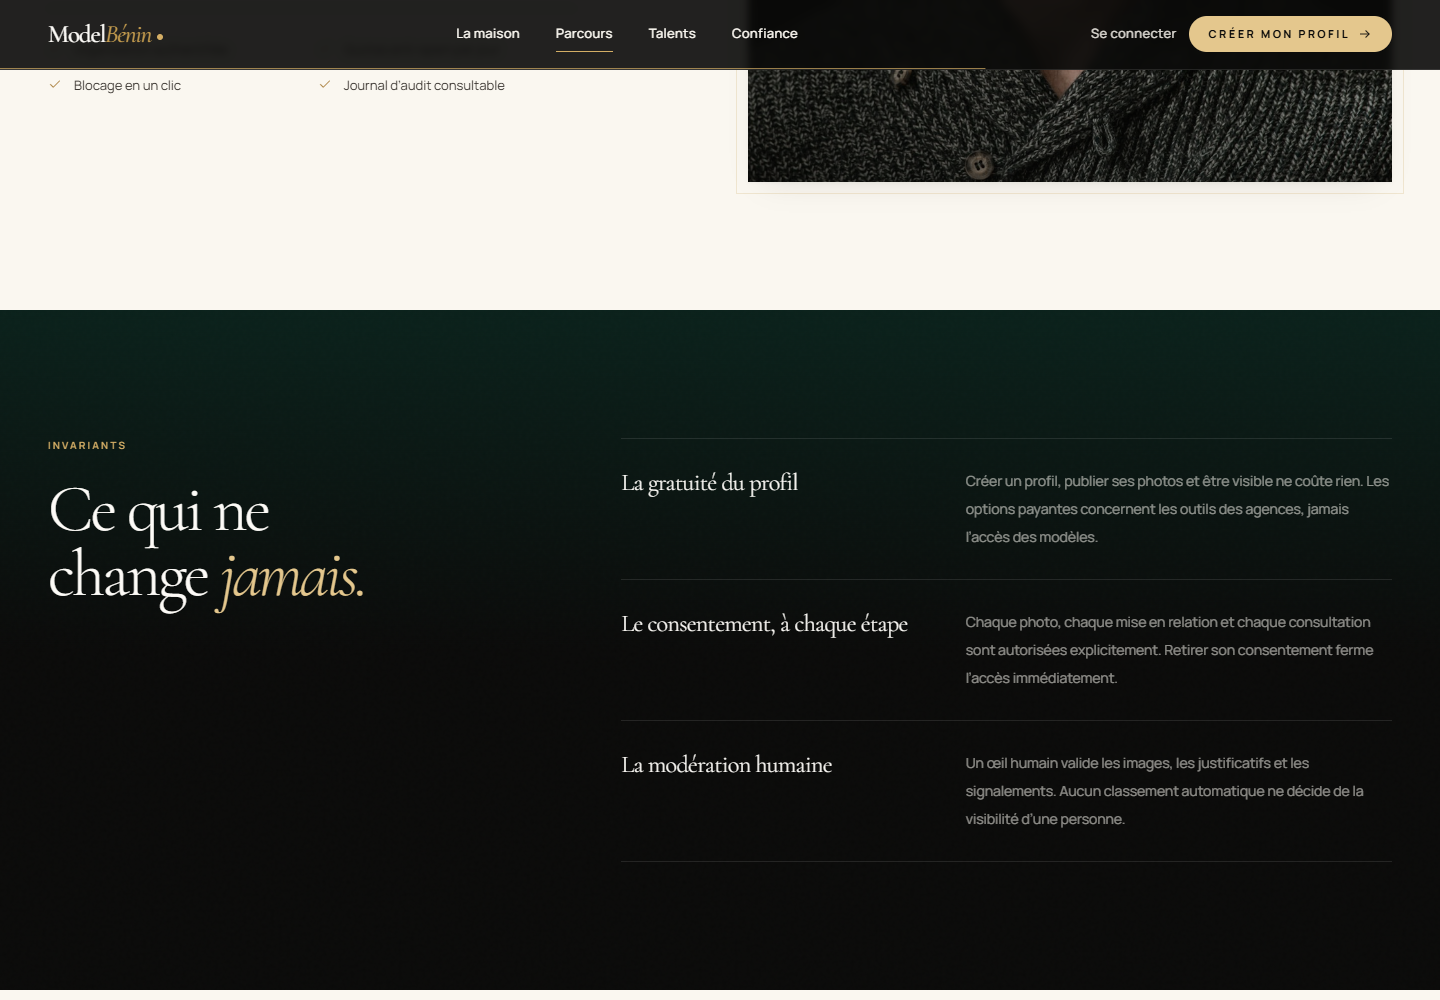 ModelBénin
La maison
Parcours
Talents
Confiance
Se connecter
CRÉER MON PROFIL →
Blocage en un clic
Journal d'audit consultable
INVARIANTS
Ce qui ne
change jamais.
La gratuité du profil
Créer un profil, publier ses photos et être visible ne coûte rien. Les
options payantes concernent les outils des agences, jamais
l'accès des modèles.
Le consentement, à chaque étape
Chaque photo, chaque mise en relation et chaque consultation
sont autorisées explicitement. Retirer son consentement ferme
l'accès immédiatement.
La modération humaine
Un œil humain valide les images, les justificatifs et les
signalements. Aucun classement automatique ne décide de la
visibilité d'une personne.